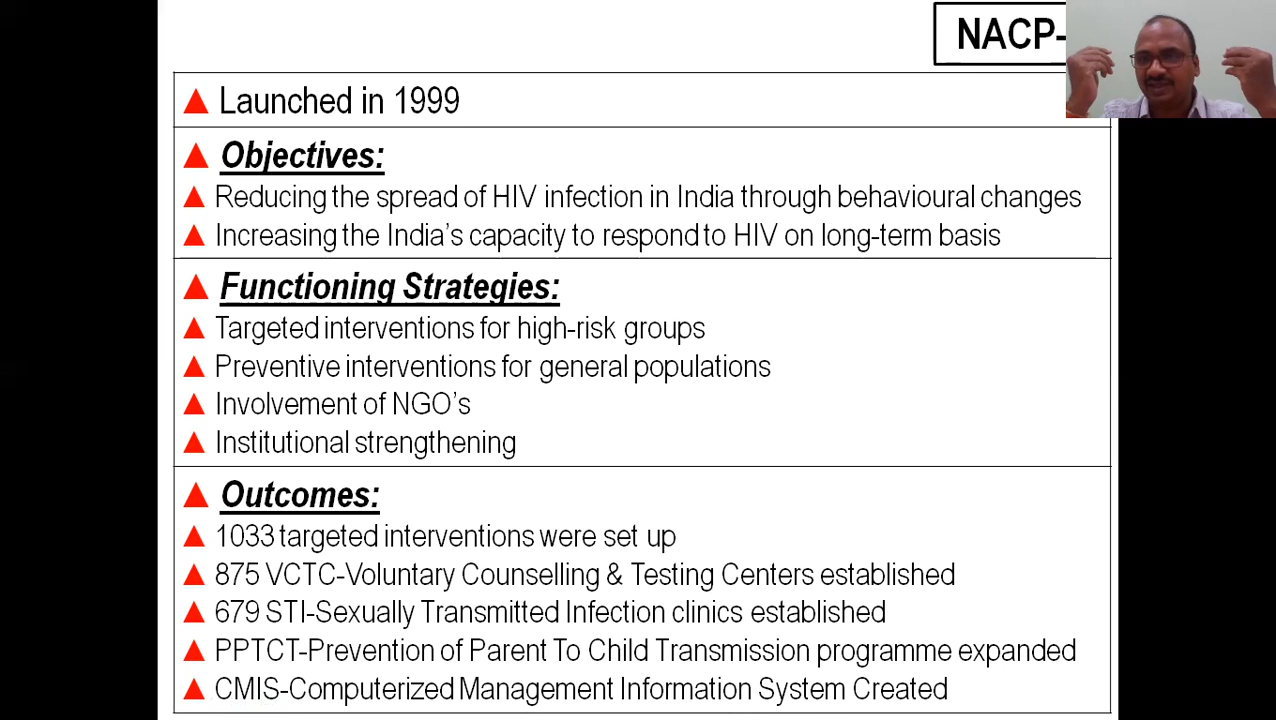 NACP-
▲ Launched in 1999
▲ Objectives:
▲ Reducing the spread of HIV infection in India through behavioural changes
▲ Increasing the India's capacity to respond to HIV on long-term basis
▲ Functioning Strategies:
▲ Targeted interventions for high-risk groups
▲ Preventive interventions for general populations
▲ Involvement of NGO's
▲ Institutional strengthening
▲ Outcomes:
▲ 1033 targeted interventions were set up
▲ 875 VCTC-Voluntary Counselling & Testing Centers established
▲ 679 STI-Sexually Transmitted Infection clinics established
▲ PPTCT-Prevention of Parent To Child Transmission programme expanded
▲ CMIS-Computerized Management Information System Created